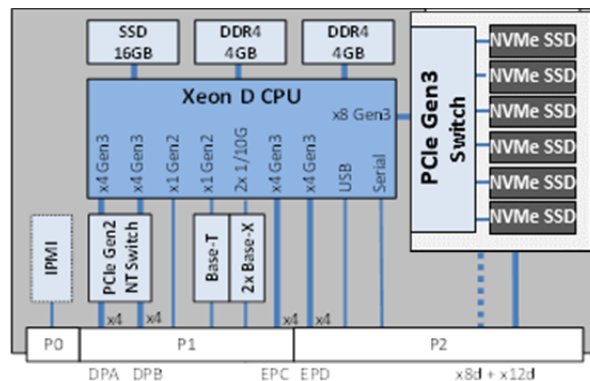 SSD
16GB
DDR4
4GB
DDR4
4GB
NVMe SSD
NVMe SSD
NVMe SSD
NVMe SSD
NVMe SSD
NVMe SSD
PCIe Gen3
Switch
Xeon D CPU
x8 Gen3
x4 Gen3
x4 Gen3
x1 Gen2
x1 Gen2
2x 1/10G
x4 Gen3
x4 Gen3
USB
Serial
IPMI
PCIe Gen2
NT Switch
Base-T
2x Base-X
x4
x4
x4
x4
P0
P1
P2
DPA
DPB
EPC
EPD
x8d + x12d